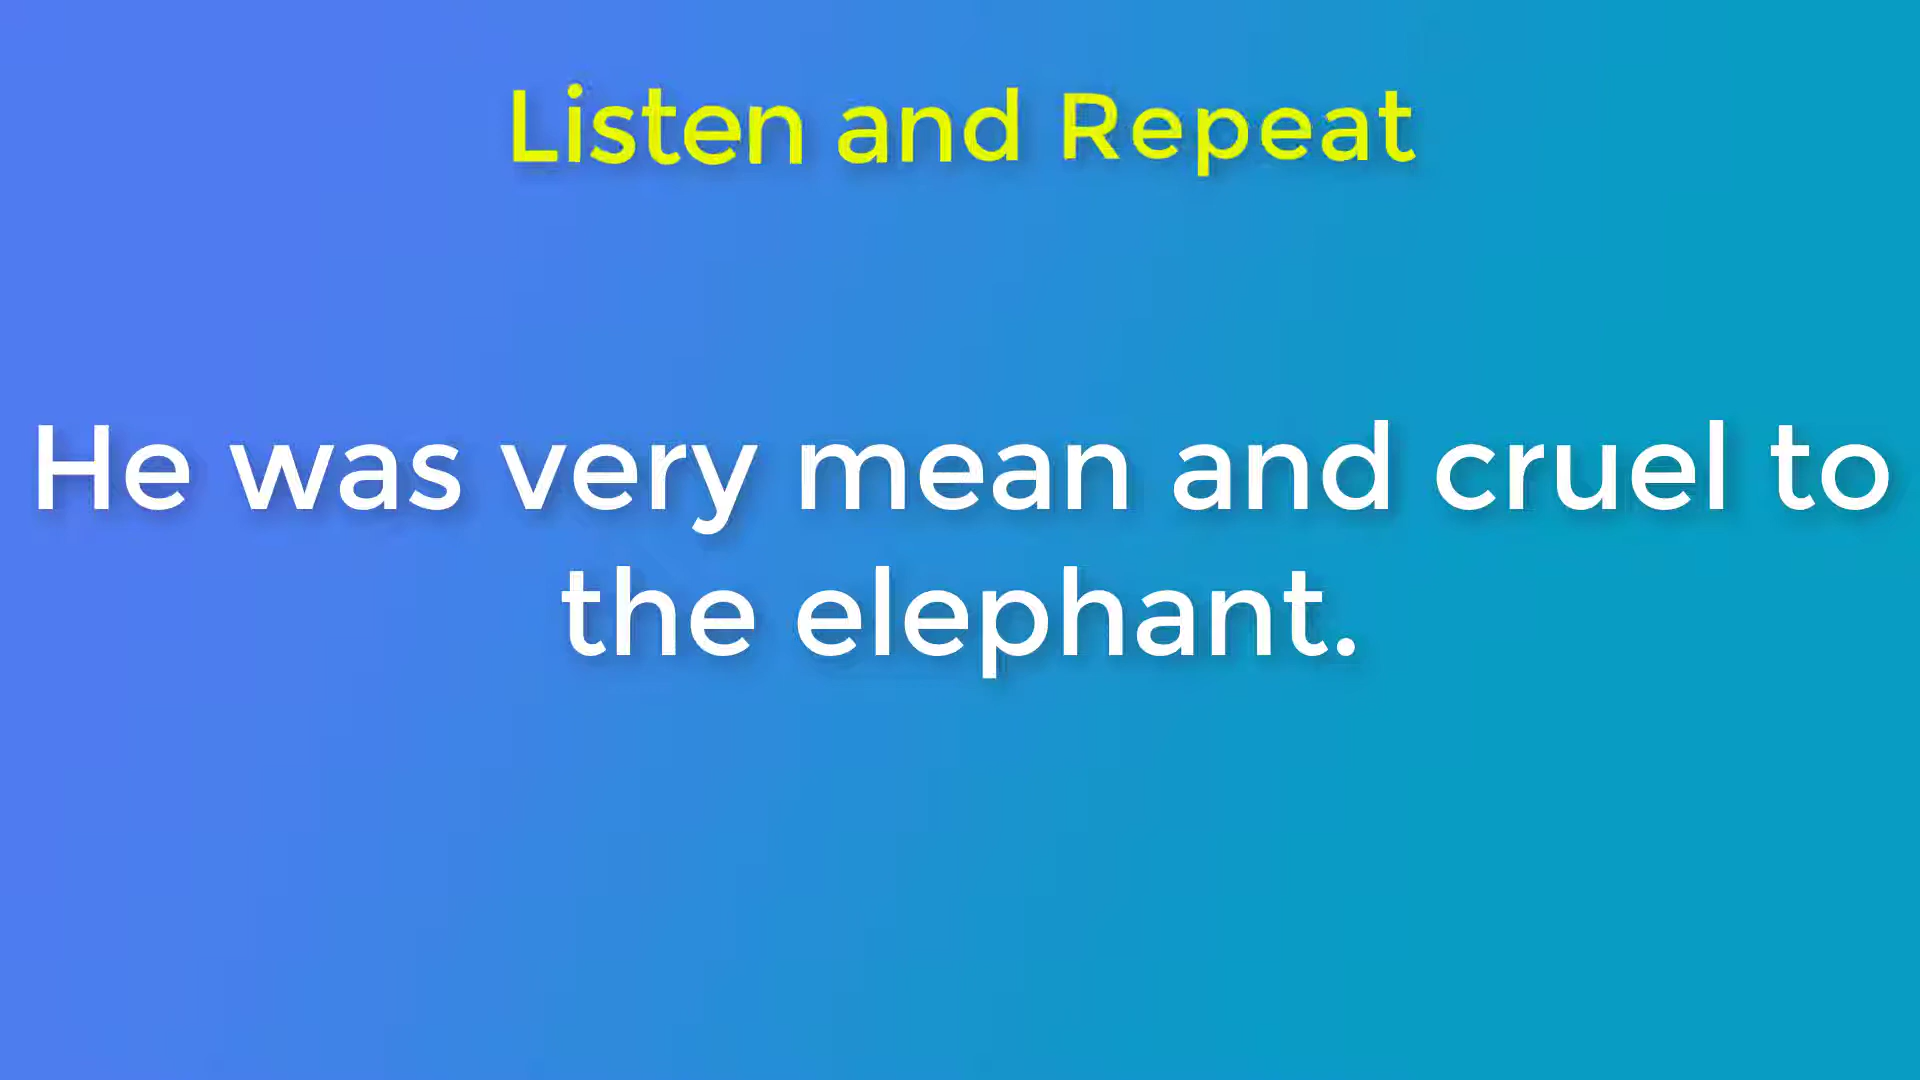 Listen and Repeat
He was very mean and cruel to
the elephant.